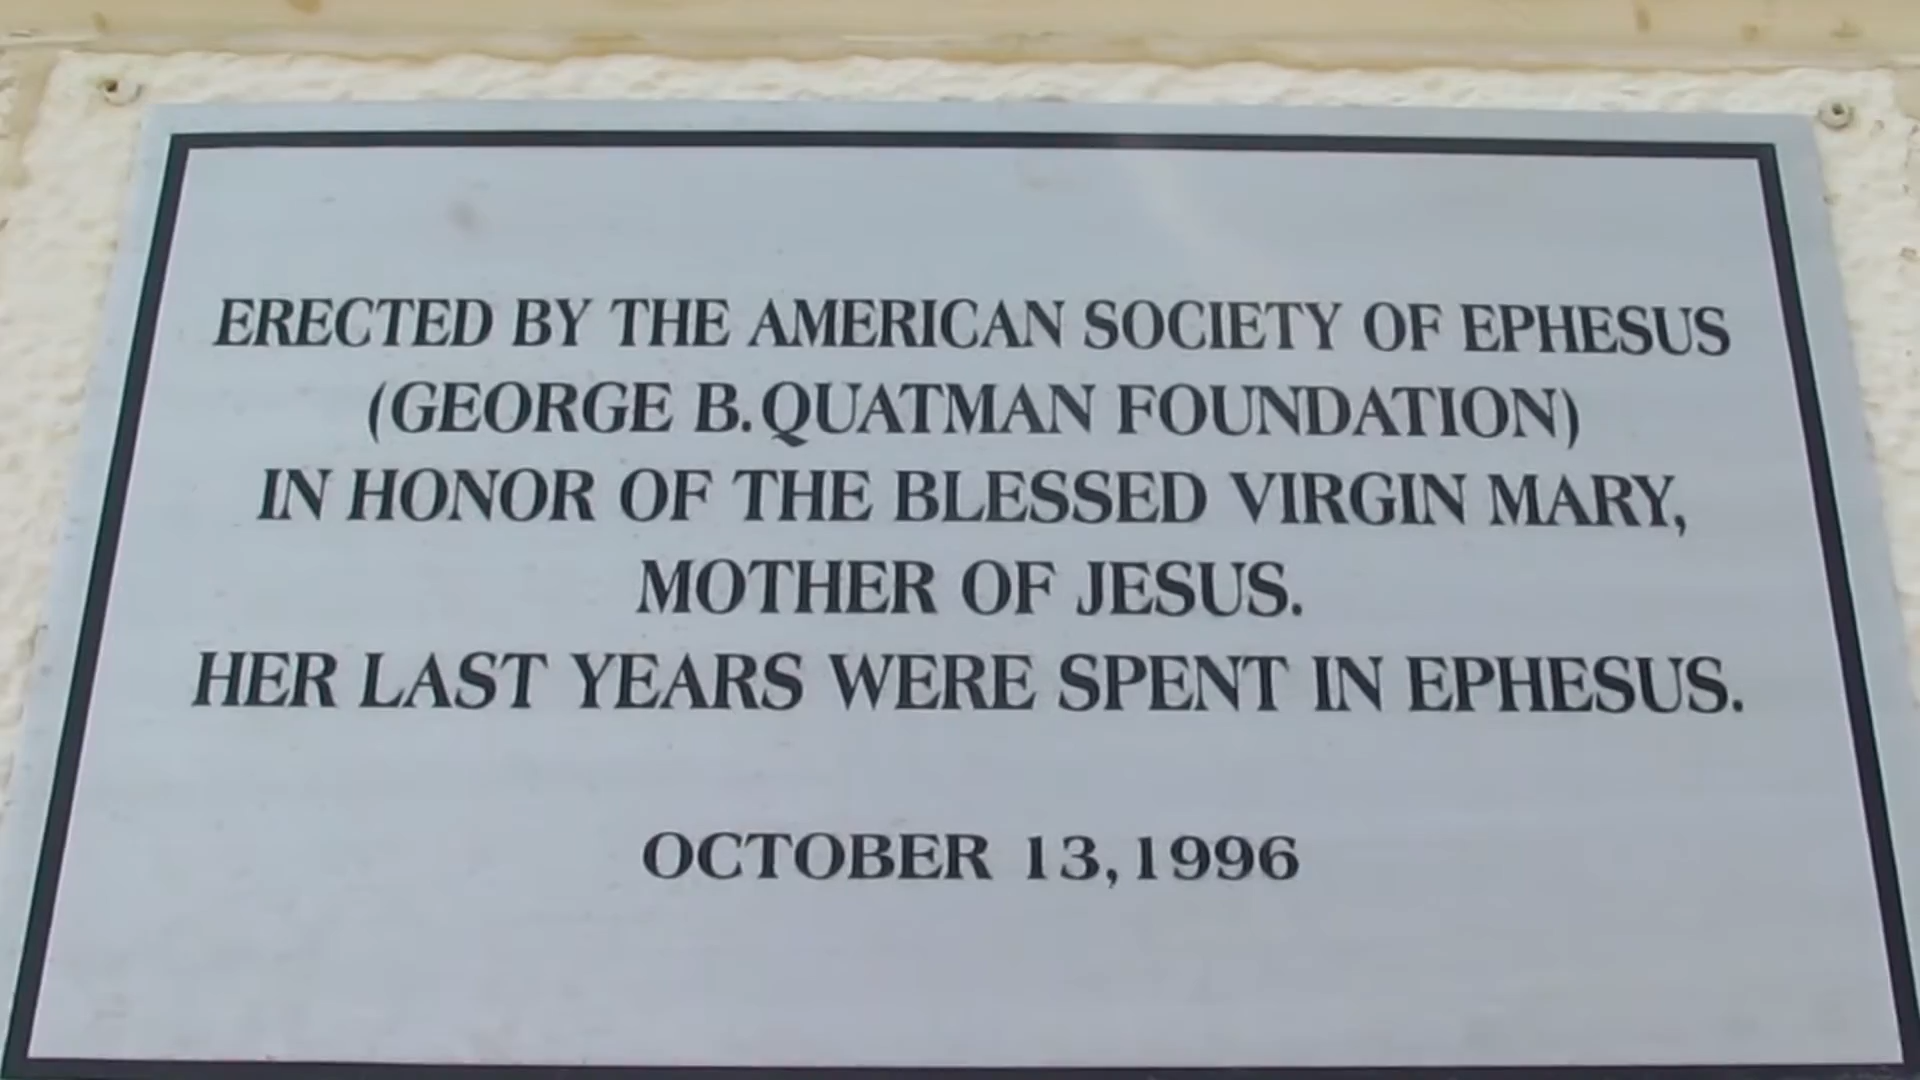 ERECTED BY THE AMERICAN SOCIETY OF EPHESUS
(GEORGE B. QUATMAN FOUNDATION)
IN HONOR OF THE BLESSED VIRGIN MARY,
MOTHER OF JESUS.
HER LAST YEARS WERE SPENT IN EPHESUS.
OCTOBER 13, 1996